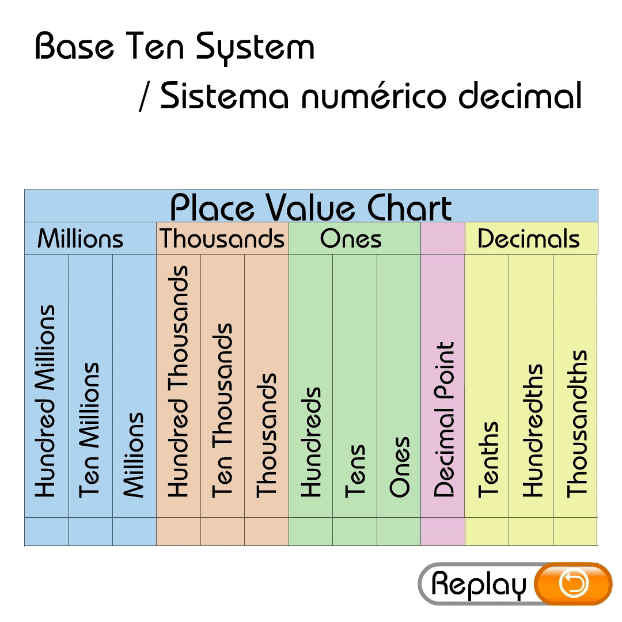 Base Ten System
/ Sistema numérico decimal
Place Value Chart
Millions Thousands Ones Decimals
Hundred Millions
Ten Millions
Millions
Hundred Thousands
Ten Thousands
Thousands
Hundreds
Tens
Ones
Decimal Point
Tenths
Hundredths
Thousandths
Replay